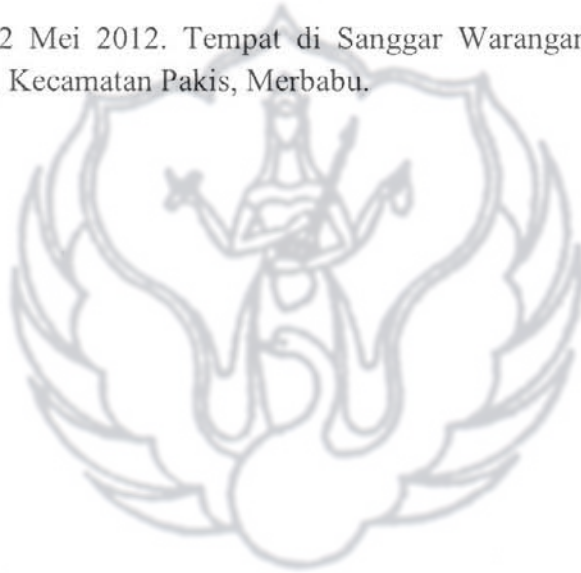 2 Mei 2012. Tempat di Sanggar Warangan
Kecamatan Pakis, Merbabu.